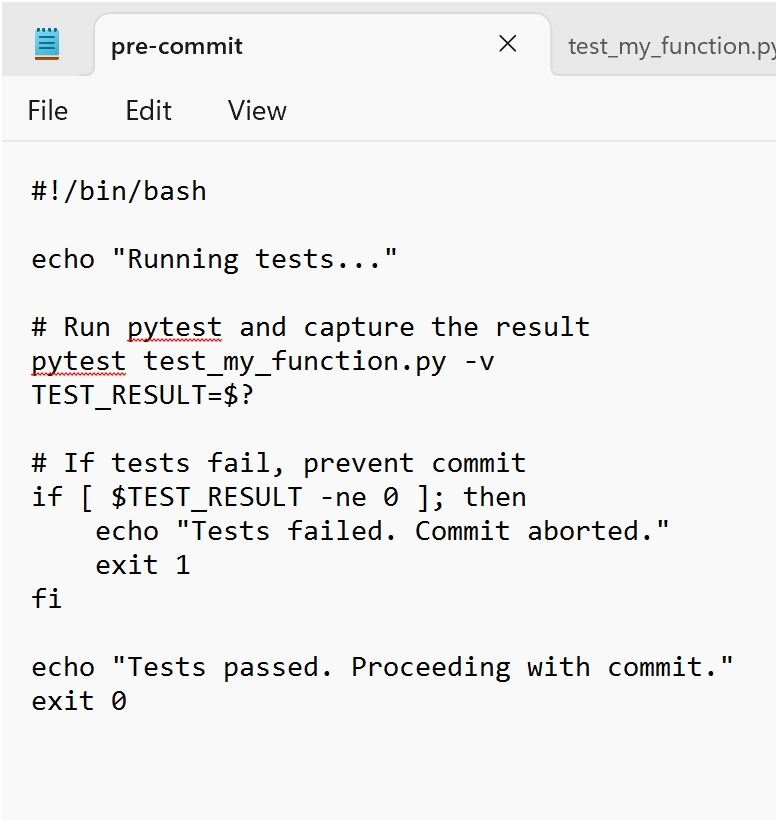 pre-commit
test_my_function.py
File Edit View
#!/bin/bash
echo "Running tests..."
# Run pytest and capture the result
pytest test_my_function.py -v
TEST_RESULT=$?
# If tests fail, prevent commit
if [ $TEST_RESULT -ne 0 ]; then
    echo "Tests failed. Commit aborted."
    exit 1
fi
echo "Tests passed. Proceeding with commit."
exit 0